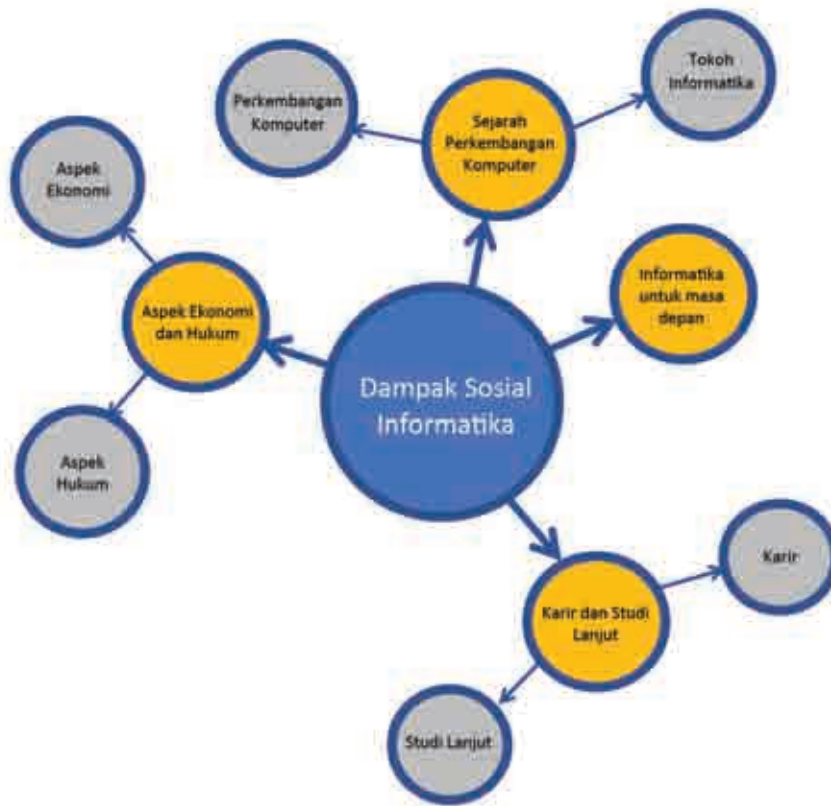 Tokoh
Informatika
Perkembangan
Komputer
Sejarah
Perkembangan
Komputer
Aspek
Ekonomi
Informatika
untuk masa
depan
Aspek Ekonomi
dan Hukum
Dampak Sosial
Informatika
Aspek
Hukum
Karir
Karir dan Studi
Lanjut
Studi Lanjut